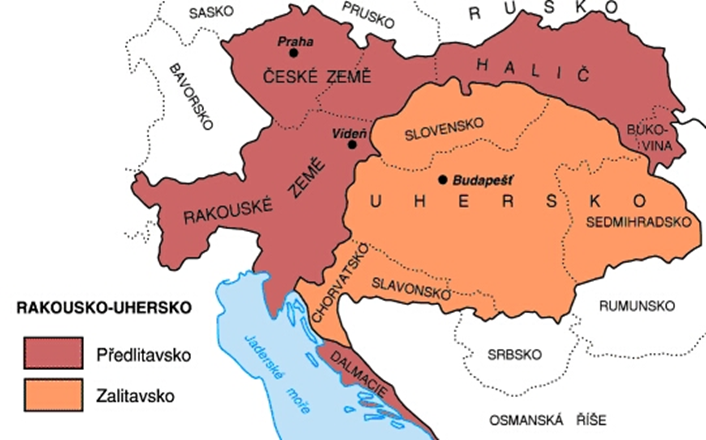 SASKO
PRUSKO
RUSKO
BAVORSKO
Praha
ČESKÉ ZEMĚ
HALIČ
BUKO-
VINA
Vídeň
SLOVENSKO
Budapešť
RAKOUSKÉ ZEMĚ
UHERSKO
SEDMIHRADSKO
CHORVATSKO
SLAVONSKO
RUMUNSKO
SRBSKO
DALMACIE
Jaderské moře
OSMANSKÁ ŘÍŠE
RAKOUSKO-UHERSKO
Předlitavsko
Zalitavsko